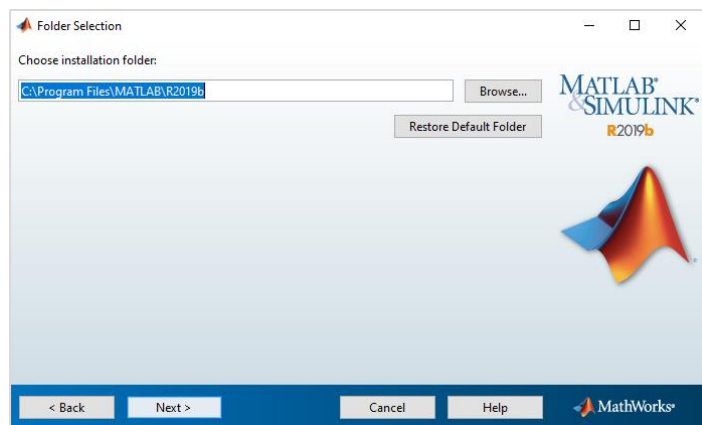 Folder Selection
Choose installation folder:
C:\Program Files\MATLAB\R2019b
Browse...
Restore Default Folder
MATLAB®
&SIMULINK®
R2019b
< Back
Next >
Cancel
Help
MathWorks®